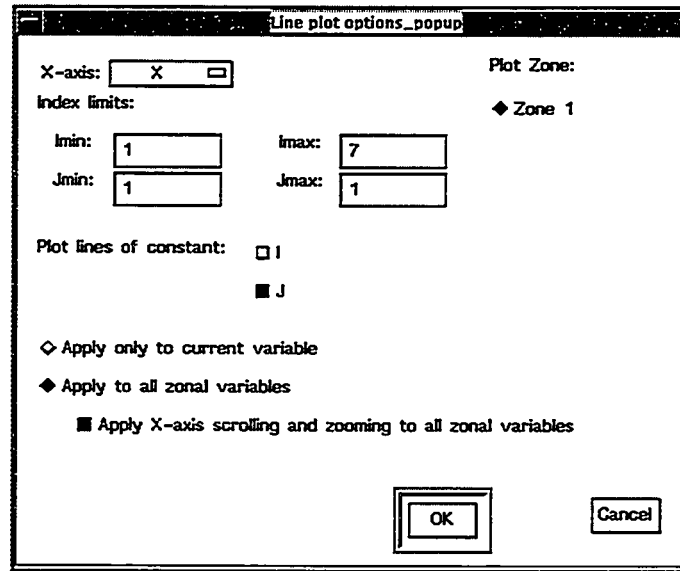 Line plot options_popup
X-axis: X
Plot Zone:
Index limits:
Zone 1
Imin: 1
Imax: 7
Jmin: 1
Jmax: 1
Plot lines of constant: I
J
Apply only to current variable
Apply to all zonal variables
Apply X-axis scrolling and zooming to all zonal variables
OK
Cancel